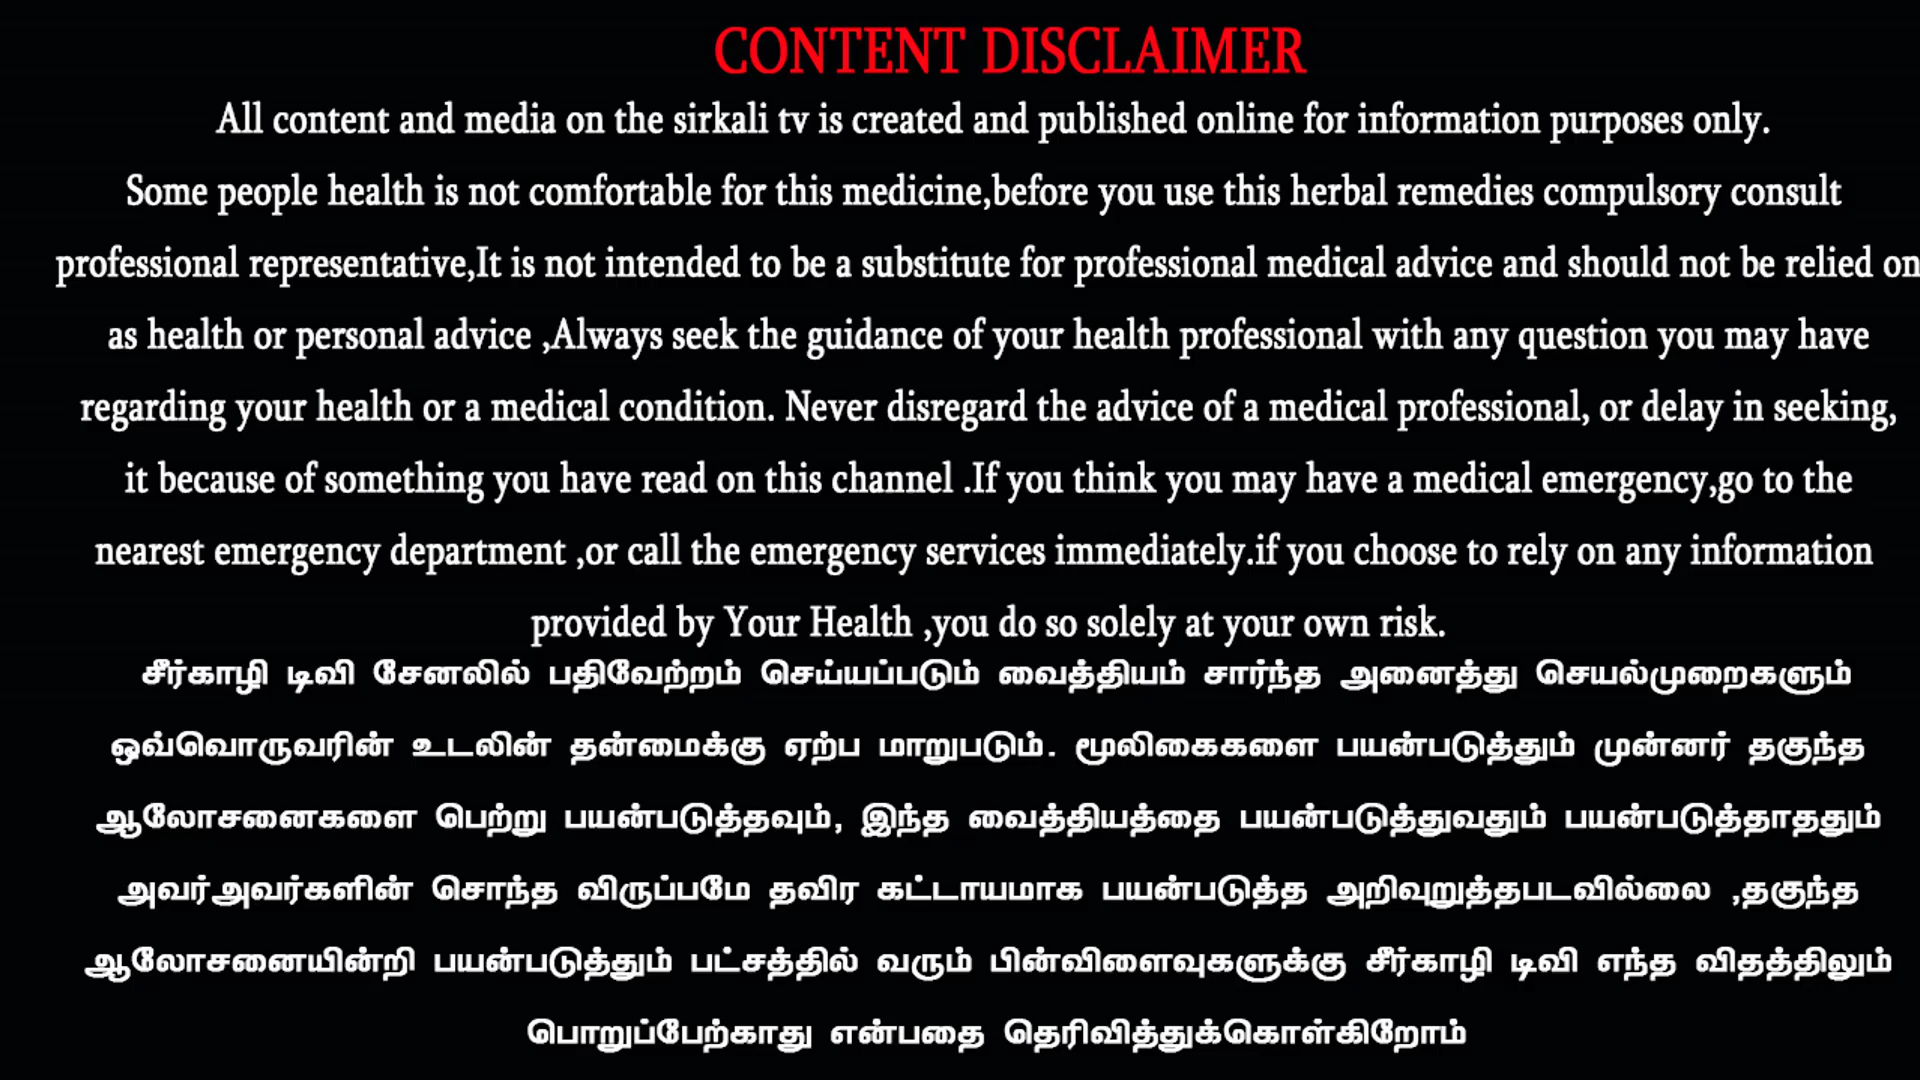 CONTENT DISCLAIMER
All content and media on the sirkali tv is created and published online for information purposes only.
Some people health is not comfortable for this medicine,before you use this herbal remedies compulsory consult
professional representative,It is not intended to be a substitute for professional medical advice and should not be relied on
as health or personal advice ,Always seek the guidance of your health professional with any question you may have
regarding your health or a medical condition. Never disregard the advice of a medical professional, or delay in seeking,
it because of something you have read on this channel .If you think you may have a medical emergency,go to the
nearest emergency department ,or call the emergency services immediately.if you choose to rely on any information
provided by Your Health ,you do so solely at your own risk.
சீர்காழி டிவி சேனலில் பதிவேற்றம் செய்யப்படும் வைத்தியம் சார்ந்த அனைத்து செயல்முறைகளும்
ஒவ்வொருவரின் உடலின் தன்மைக்கு ஏற்ப மாறுபடும். மூலிகைகளை பயன்படுத்தும் முன்னர் தகுந்த
ஆலோசனைகளை பெற்று பயன்படுத்தவும், இந்த வைத்தியத்தை பயன்படுத்துவதும் பயன்படுத்தாததும்
அவர்அவர்களின் சொந்த விருப்பமே தவிர கட்டாயமாக பயன்படுத்த அறிவுறுத்தபடவில்லை ,தகுந்த
ஆலோசனையின்றி பயன்படுத்தும் பட்சத்தில் வரும் பின்விளைவுகளுக்கு சீர்காழி டிவி எந்த விதத்திலும்
பொறுப்பேற்காது என்பதை தெரிவித்துக்கொள்கிறோம்